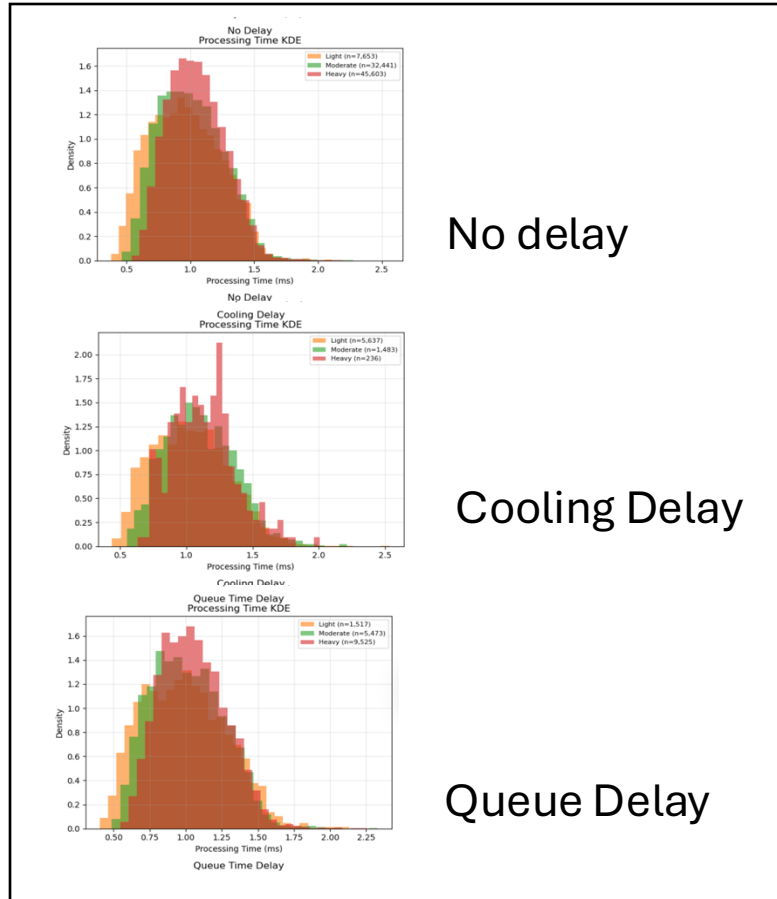 No Delay
Processing Time KDE
Light (n=7,653)
Moderate (n=32,441)
Heavy (n=45,603)
1.6
1.4
1.2
1.0
0.8
0.6
0.4
0.2
0.0
Density
0.5 1.0 1.5 2.0 2.5
Processing Time (ms)
No delay
No Delay
Cooling Delay
Processing Time KDE
Light (n=5,637)
Moderate (n=1,483)
Heavy (n=236)
2.00
1.75
1.50
1.25
1.00
0.75
0.50
0.25
0.00
Density
0.5 1.0 1.5 2.0 2.5
Processing Time (ms)
Cooling Delay
Cooling Delay
Queue Time Delay
Processing Time KDE
Light (n=1,517)
Moderate (n=5,473)
Heavy (n=9,525)
1.6
1.4
1.2
1.0
0.8
0.6
0.4
0.2
0.0
Density
0.50 0.75 1.00 1.25 1.50 1.75 2.00 2.25
Processing Time (ms)
Queue Delay
Queue Time Delay